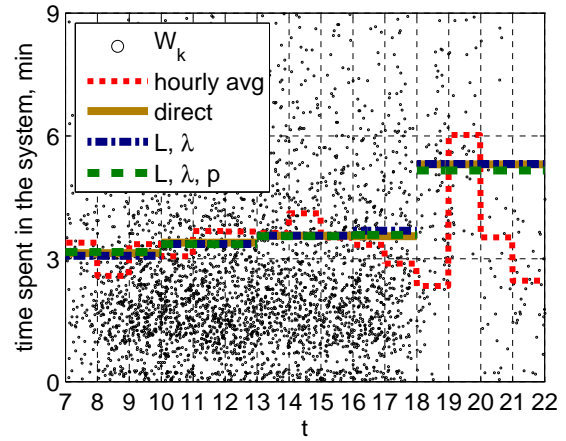 time spent in the system, min
9
6
3
0
W_k
hourly avg
direct
L, λ
L, λ, p
7 8 9 10 11 12 13 14 15 16 17 18 19 20 21 22
t